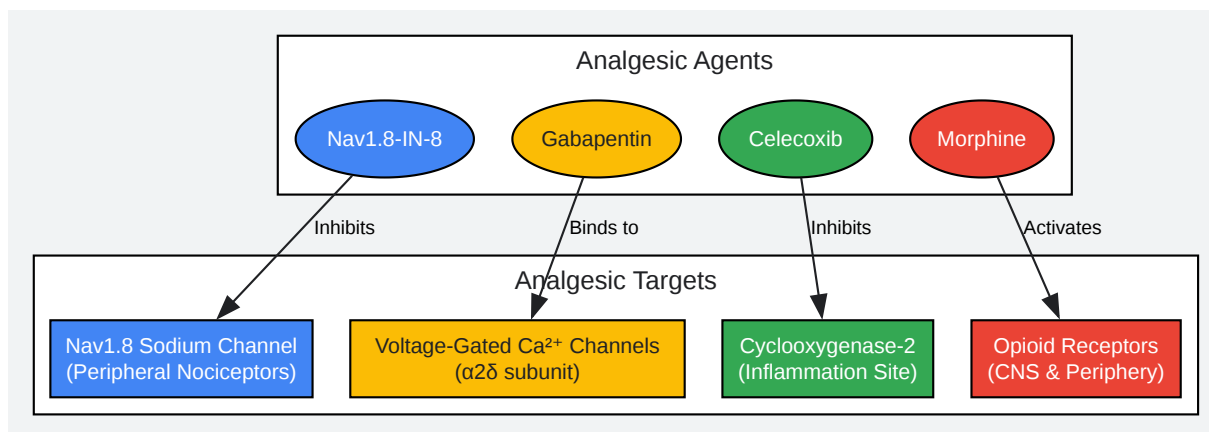 Analgesic Agents
Nav1.8-IN-8
Gabapentin
Celecoxib
Morphine
Inhibits
Binds to
Inhibits
Activates
Analgesic Targets
Nav1.8 Sodium Channel
(Peripheral Nociceptors)
Voltage-Gated Ca²⁺ Channels
(α2δ subunit)
Cyclooxygenase-2
(Inflammation Site)
Opioid Receptors
(CNS & Periphery)